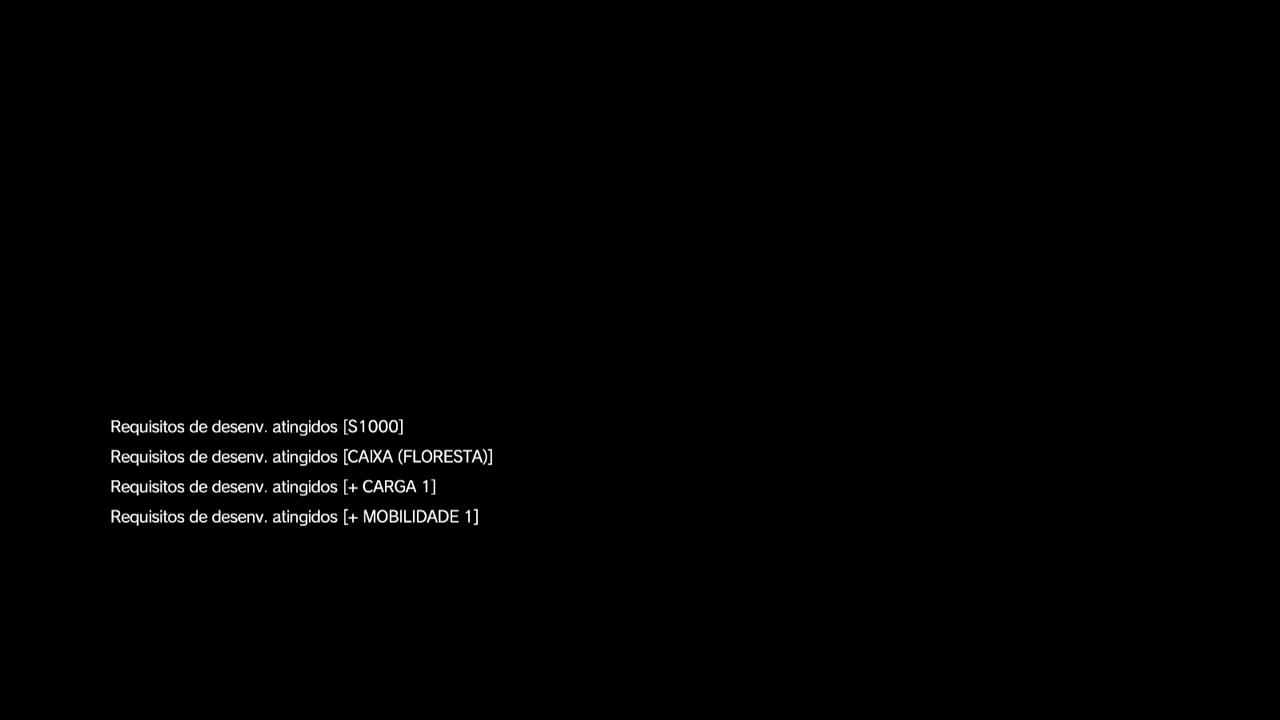 Requisitos de desenv. atingidos [S1000]
Requisitos de desenv. atingidos [CAIXA (FLORESTA)]
Requisitos de desenv. atingidos [+ CARGA 1]
Requisitos de desenv. atingidos [+ MOBILIDADE 1]